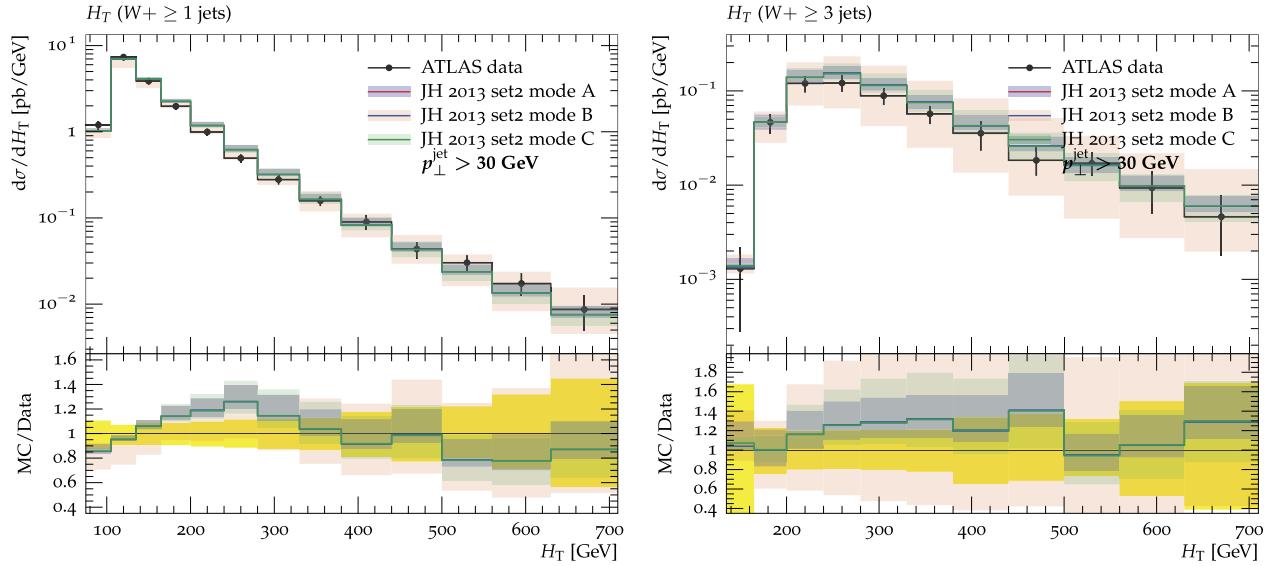 H_T (W+ ≥ 1 jets)
dσ/dH_T [pb/GeV]
10^1
1
10^−1
10^−2
ATLAS data
JH 2013 set2 mode A
JH 2013 set2 mode B
JH 2013 set2 mode C
p_⊥^jet > 30 GeV
MC/Data
1.6
1.4
1.2
1
0.8
0.6
0.4
100 200 300 400 500 600 700
H_T [GeV]
H_T (W+ ≥ 3 jets)
dσ/dH_T [pb/GeV]
10^−1
10^−2
10^−3
ATLAS data
JH 2013 set2 mode A
JH 2013 set2 mode B
JH 2013 set2 mode C
p_⊥^jet > 30 GeV
MC/Data
1.8
1.6
1.4
1.2
1
0.8
0.6
0.4
200 300 400 500 600 700
H_T [GeV]